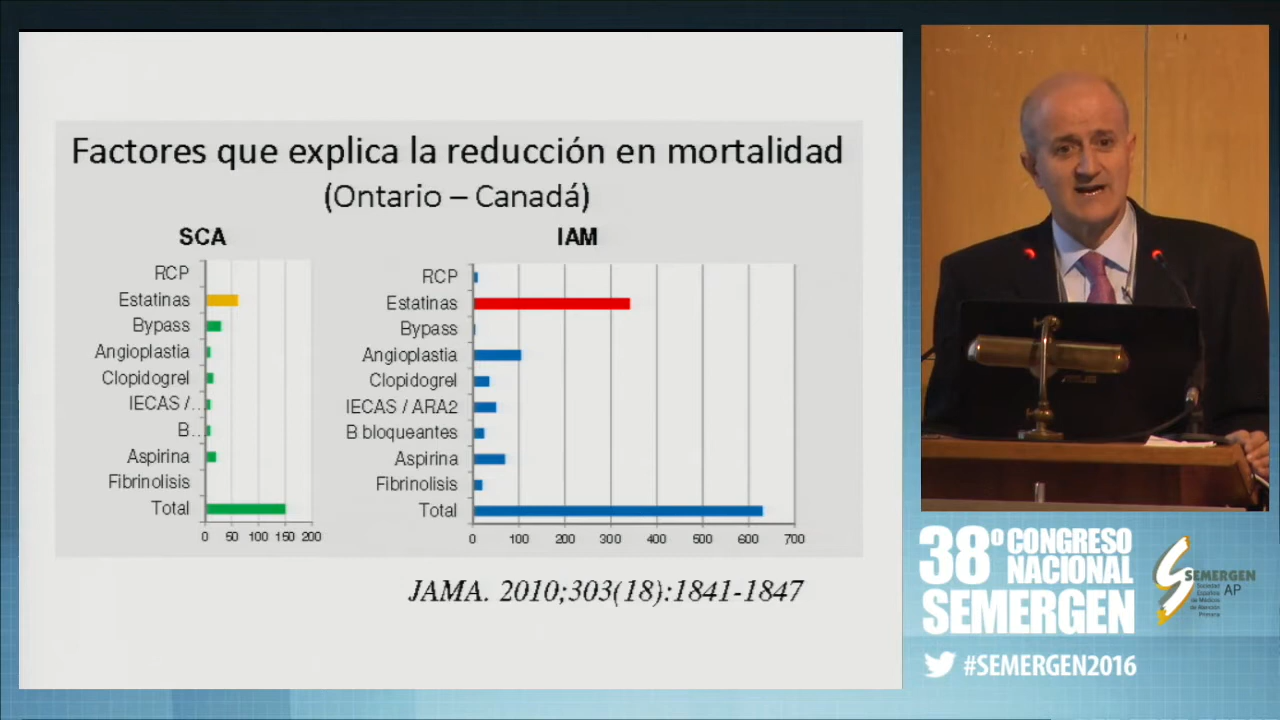 Factores que explica la reducción en mortalidad
(Ontario – Canadá)
SCA
RCP
Estatinas
Bypass
Angioplastia
Clopidogrel
IECAS /..
B..
Aspirina
Fibrinolisis
Total
0 50 100 150 200
IAM
RCP
Estatinas
Bypass
Angioplastia
Clopidogrel
IECAS / ARA2
B bloqueantes
Aspirina
Fibrinolisis
Total
0 100 200 300 400 500 600 700
JAMA. 2010;303(18):1841-1847
38º CONGRESO
NACIONAL
SEMERGEN
SEMERGEN
Sociedad
Española
de Médicos
de Atención
Primaria
AP
#SEMERGEN2016